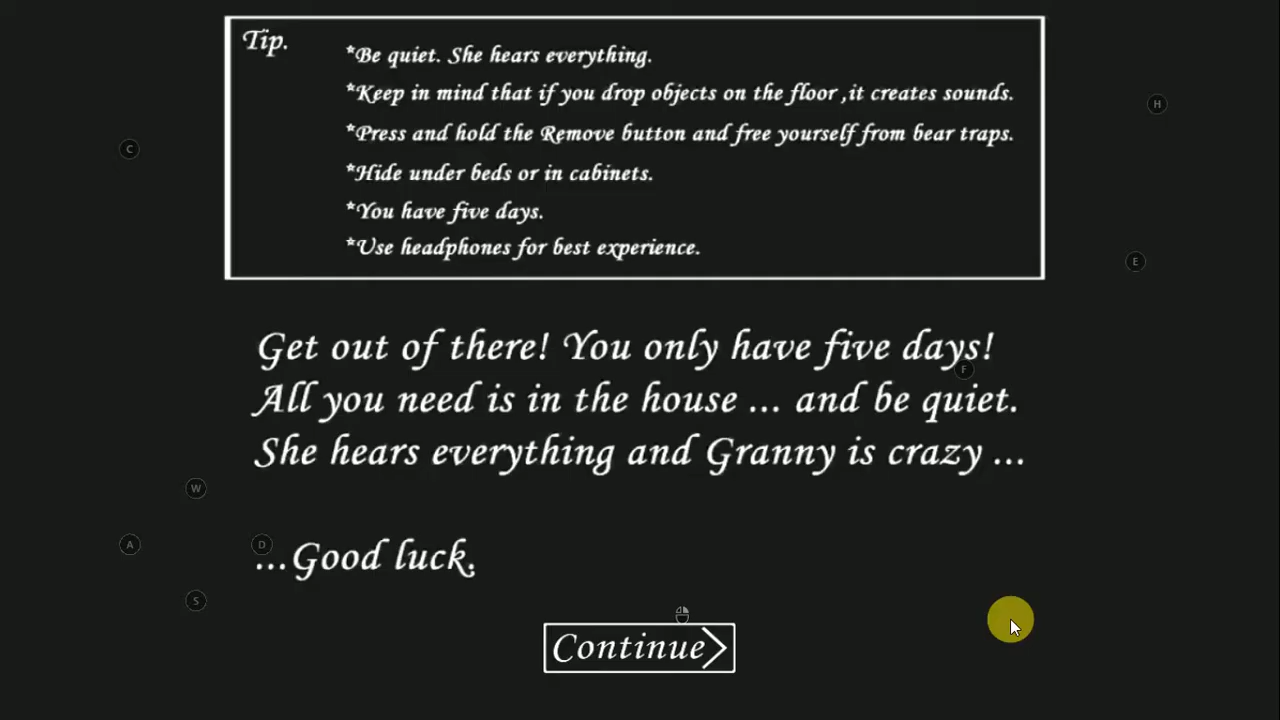 Tip.
*Be quiet. She hears everything.
*Keep in mind that if you drop objects on the floor ,it creates sounds.
*Press and hold the Remove button and free yourself from bear traps.
*Hide under beds or in cabinets.
*You have five days.
*Use headphones for best experience.
H
C
E
Get out of there! You only have five days!
F
All you need is in the house ... and be quiet.
She hears everything and Granny is crazy ...
W
A
D
...Good luck.
S
Continue>